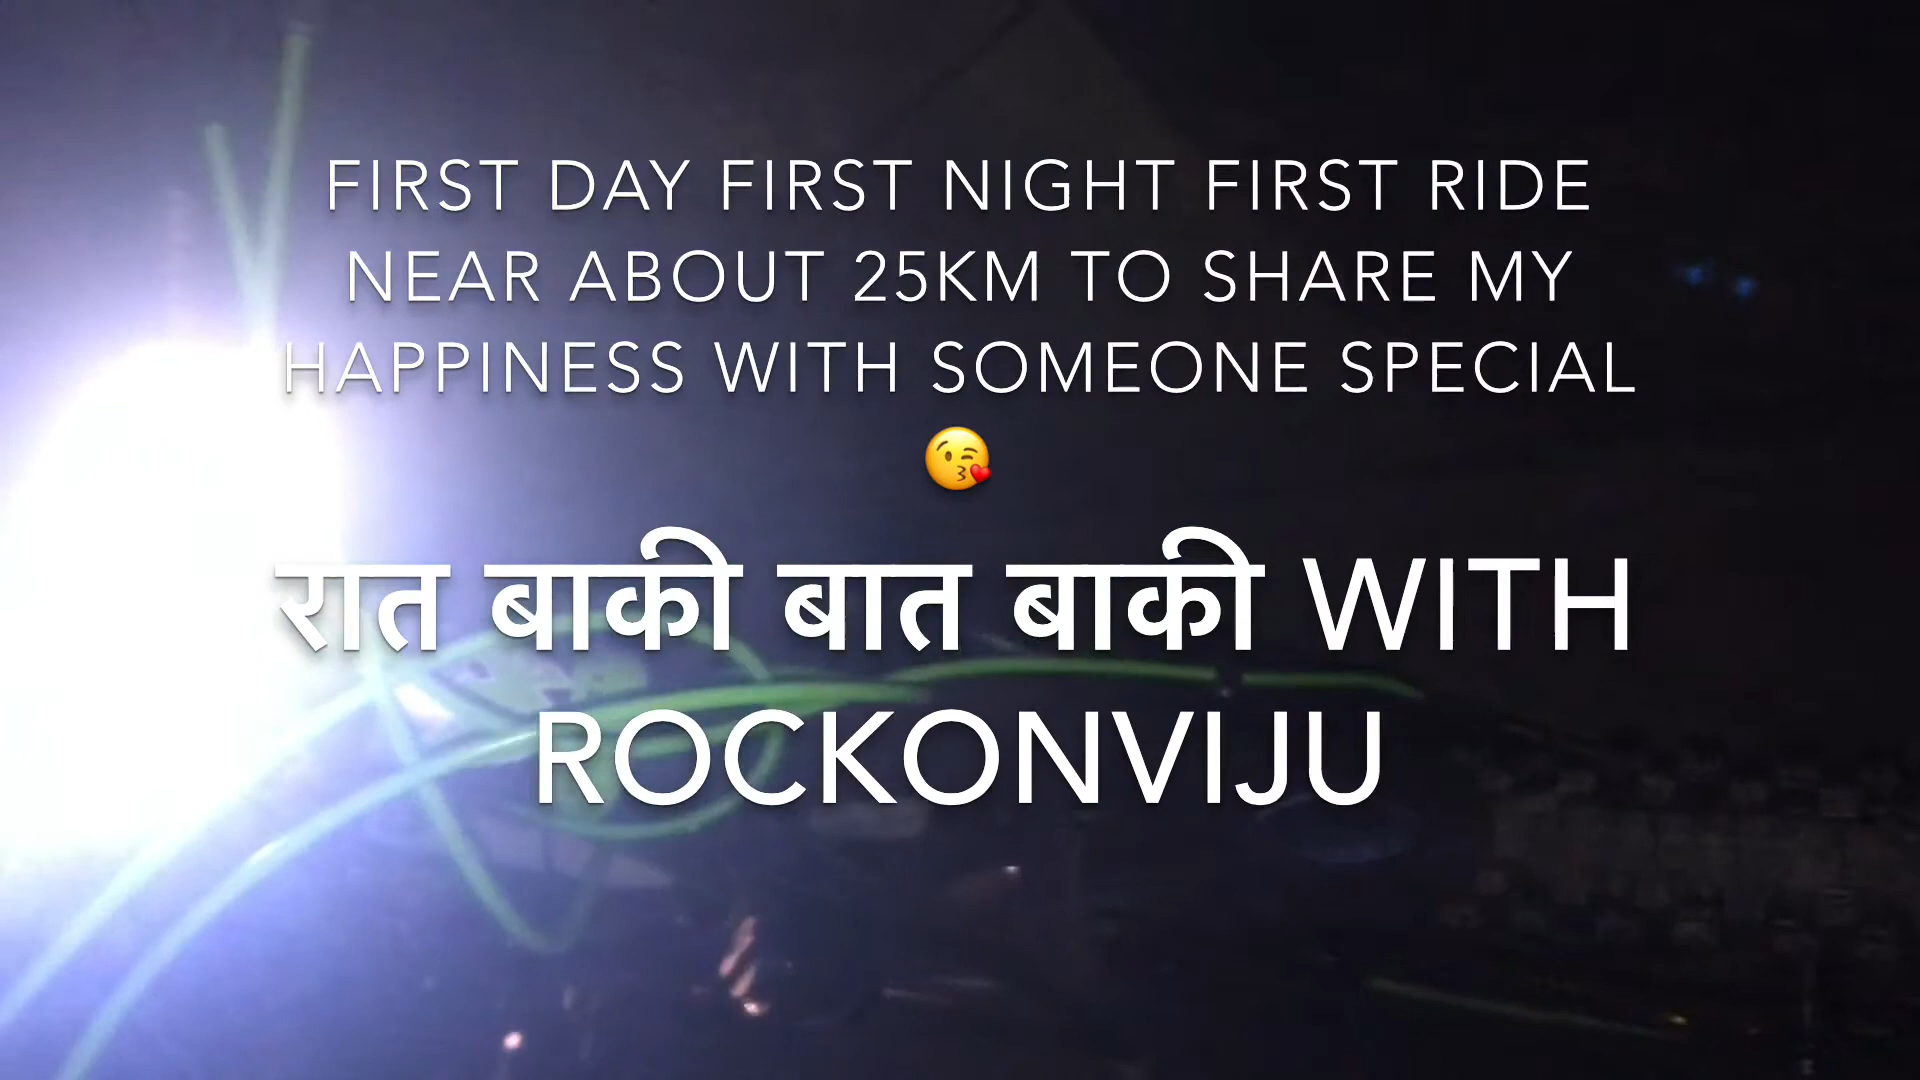 FIRST DAY FIRST NIGHT FIRST RIDE
NEAR ABOUT 25KM TO SHARE MY
HAPPINESS WITH SOMEONE SPECIAL
😘
रात बाकी बात बाकी WITH
ROCKONVIJU